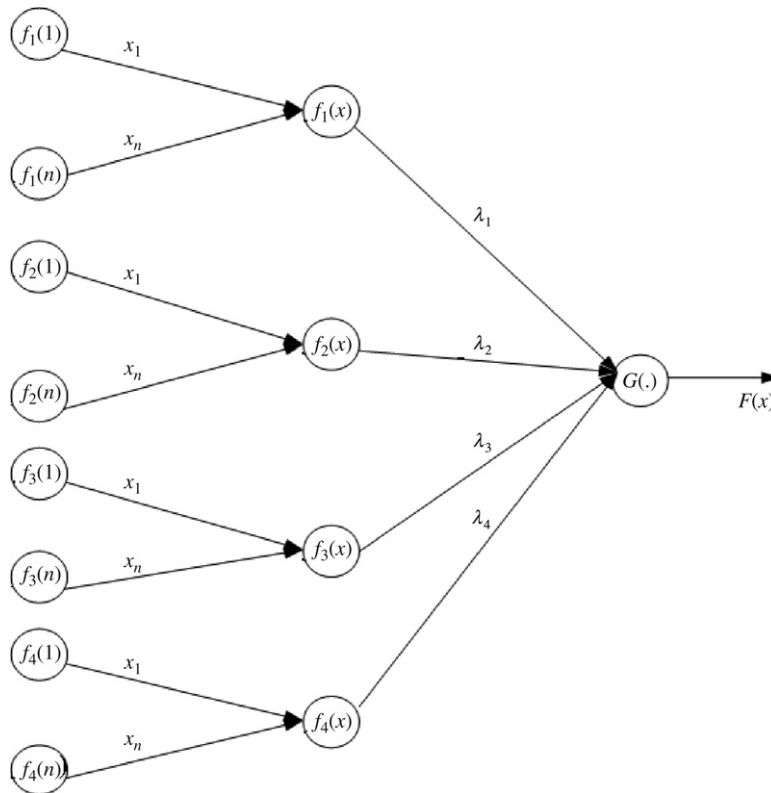 f₁(1)
x₁
f₁(x)
xₙ
f₁(n)
λ₁
f₂(1)
x₁
f₂(x)
λ₂
xₙ
G(.)
F(x)
f₂(n)
f₃(1)
x₁
λ₃
f₃(x)
xₙ
λ₄
f₃(n)
f₄(1)
x₁
f₄(x)
xₙ
f₄(n)